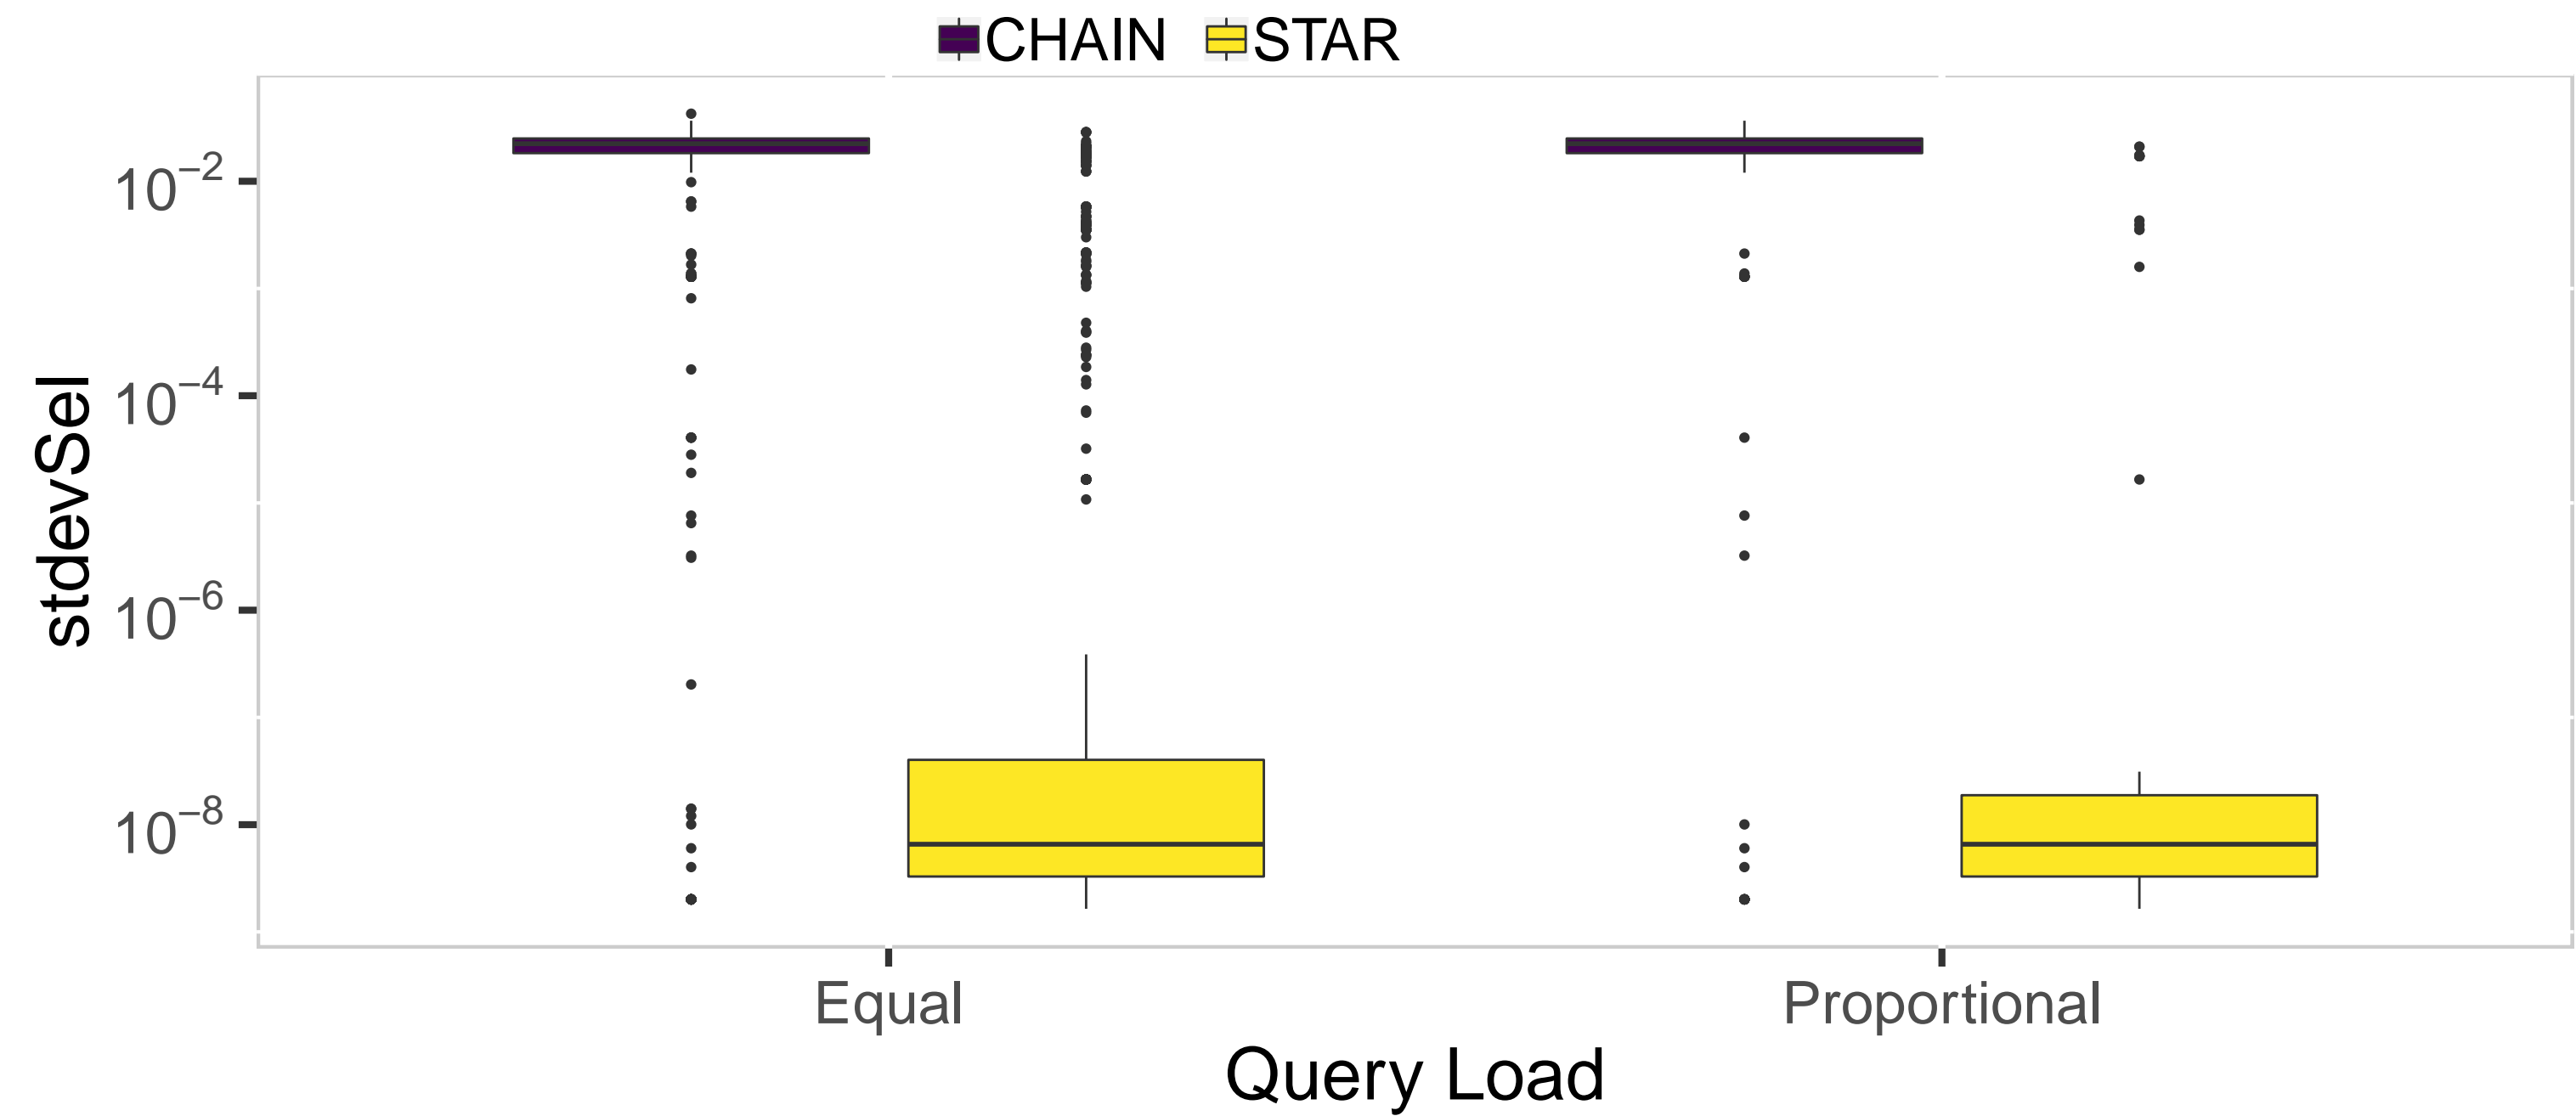 CHAIN STAR
stdevSel
10⁻²
10⁻⁴
10⁻⁶
10⁻⁸
Equal Proportional
Query Load